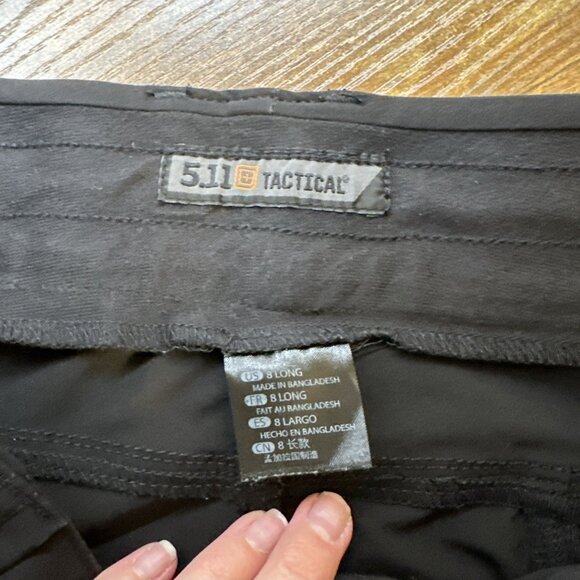 5.11 TACTICAL®
US 8 LONG
MADE IN BANGLADESH
FR 8 LONG
FAIT AU BANGLADESH
ES 8 LARGO
HECHO EN BANGLADESH
CN 8 长款
孟加拉国制造